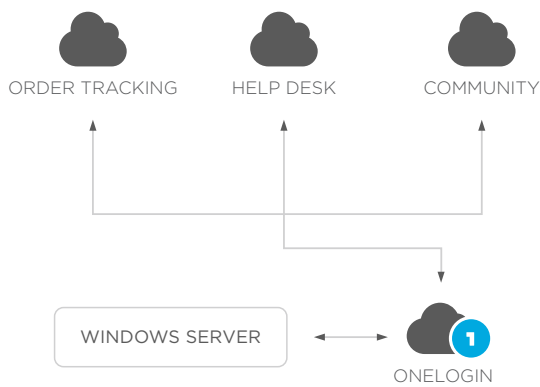 ORDER TRACKING
HELP DESK
COMMUNITY
WINDOWS SERVER
1
ONELOGIN